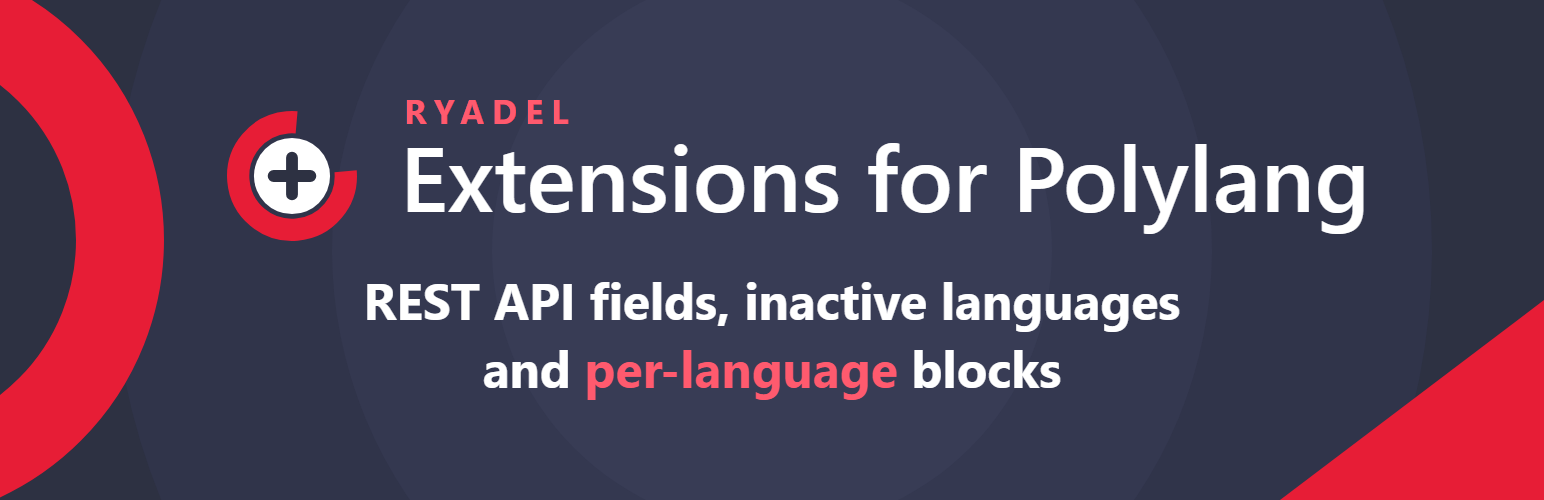 RYADEL
Extensions for Polylang
REST API fields, inactive languages
and per-language blocks